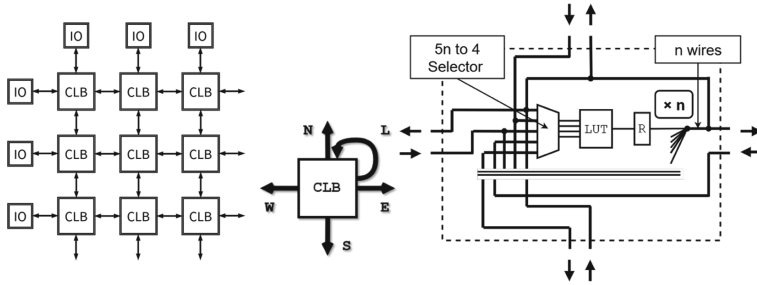 IO IO IO
IO CLB CLB CLB
IO CLB CLB CLB
IO CLB CLB CLB
N L
CLB
W E
S
5n to 4
Selector
n wires
× n
LUT R